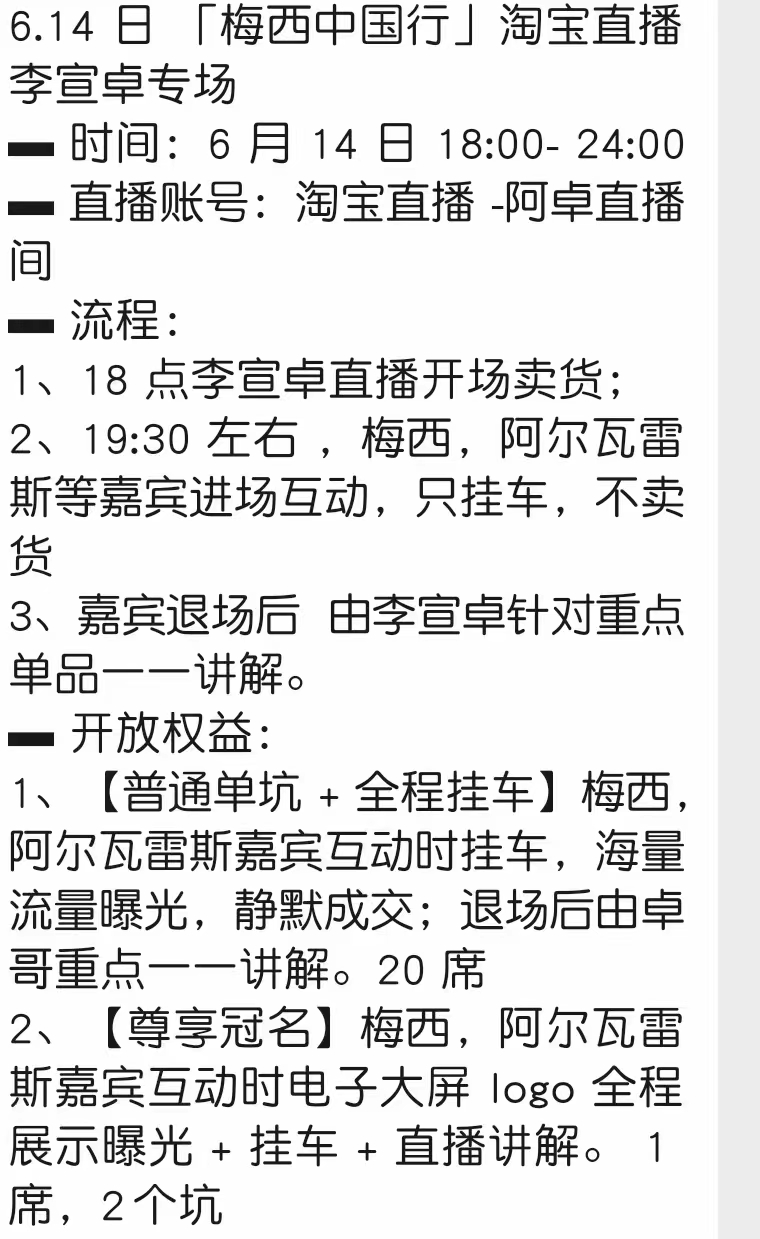 6.14 日 「梅西中国行」淘宝直播
李宣卓专场
▬ 时间：6 月 14 日 18:00- 24:00
▬ 直播账号：淘宝直播 -阿卓直播
间
▬ 流程：
1、18 点李宣卓直播开场卖货；
2、19:30 左右 ，梅西，阿尔瓦雷
斯等嘉宾进场互动，只挂车，不卖
货
3、嘉宾退场后 由李宣卓针对重点
单品一一讲解。
▬ 开放权益：
1、【普通单坑 + 全程挂车】梅西，
阿尔瓦雷斯嘉宾互动时挂车，海量
流量曝光，静默成交；退场后由卓
哥重点一一讲解。20 席
2、【尊享冠名】梅西，阿尔瓦雷
斯嘉宾互动时电子大屏 logo 全程
展示曝光 + 挂车 + 直播讲解。 1
席，2个坑